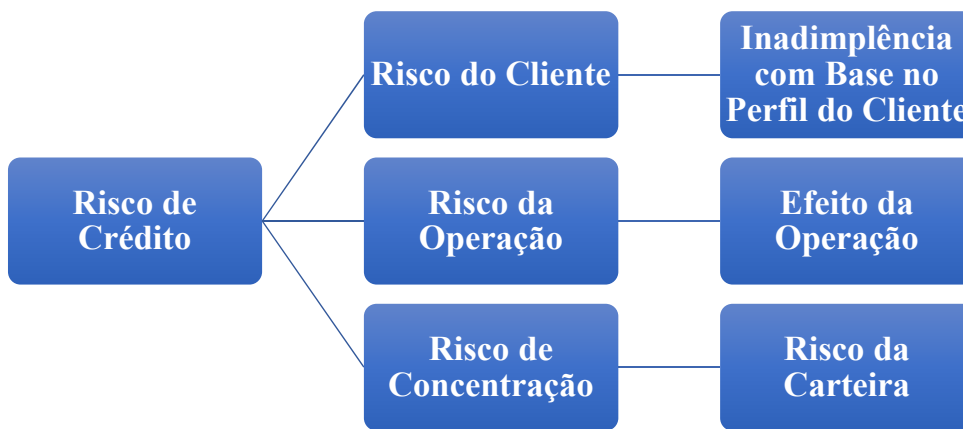 Risco de
Crédito
Risco do Cliente
Inadimplência
com Base no
Perfil do Cliente
Risco da
Operação
Efeito da
Operação
Risco de
Concentração
Risco da
Carteira